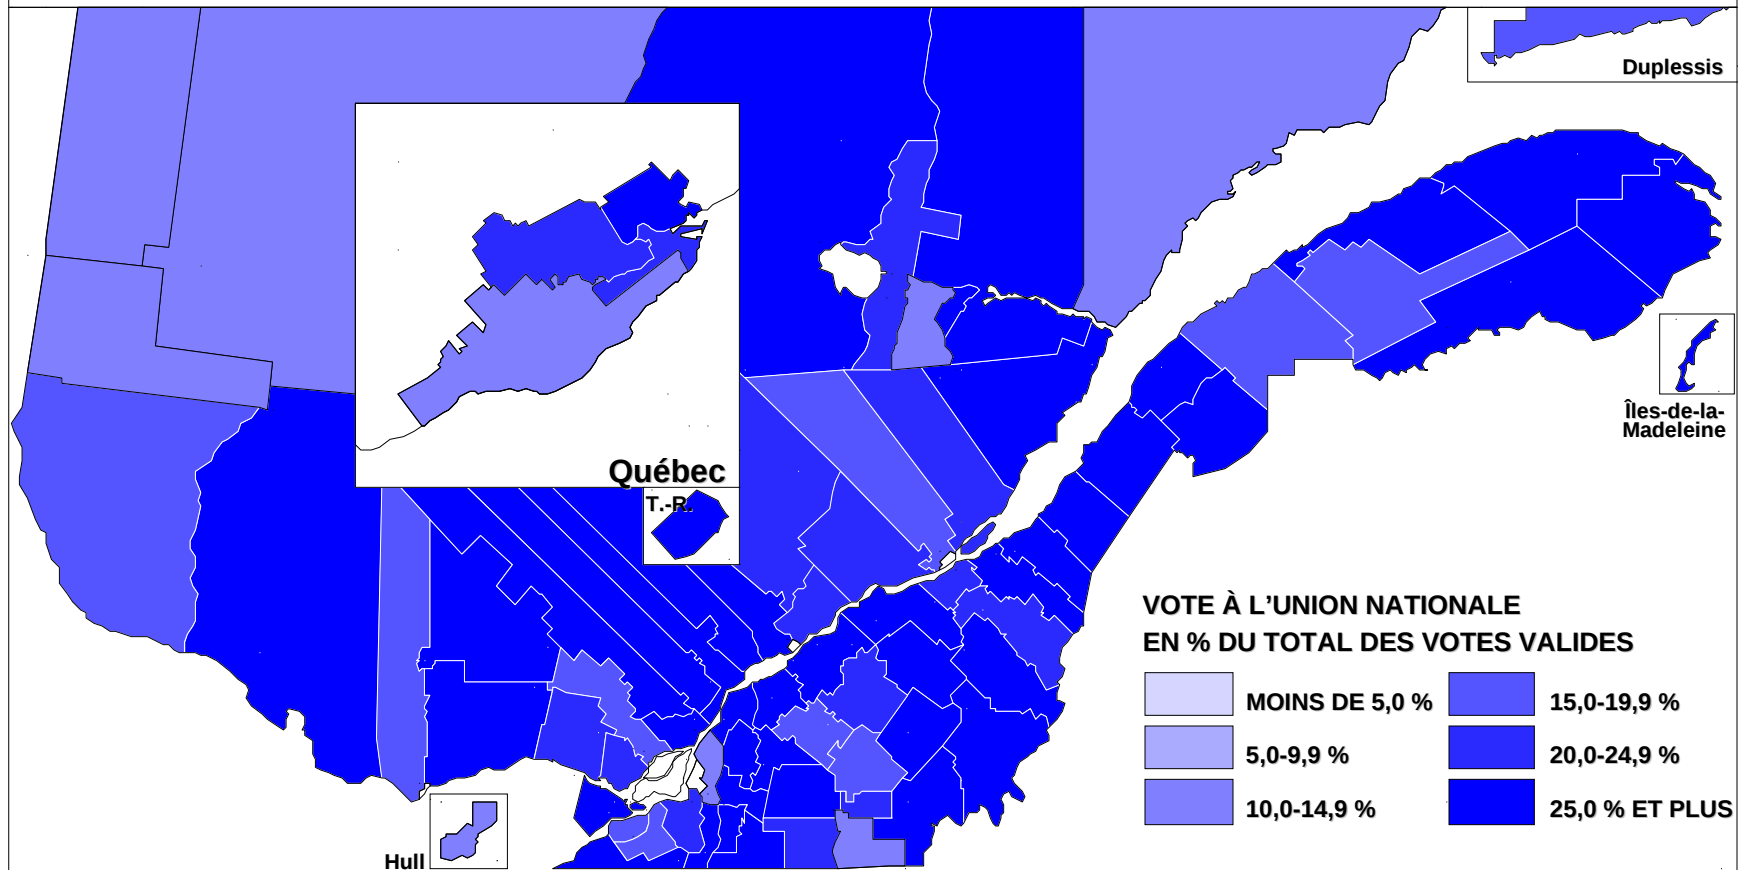 Duplessis
Îles-de-la-
Madeleine
Québec
T.-R.
VOTE À L’UNION NATIONALE
EN % DU TOTAL DES VOTES VALIDES
MOINS DE 5,0 %
15,0-19,9 %
5,0-9,9 %
20,0-24,9 %
10,0-14,9 %
25,0 % ET PLUS
Hull